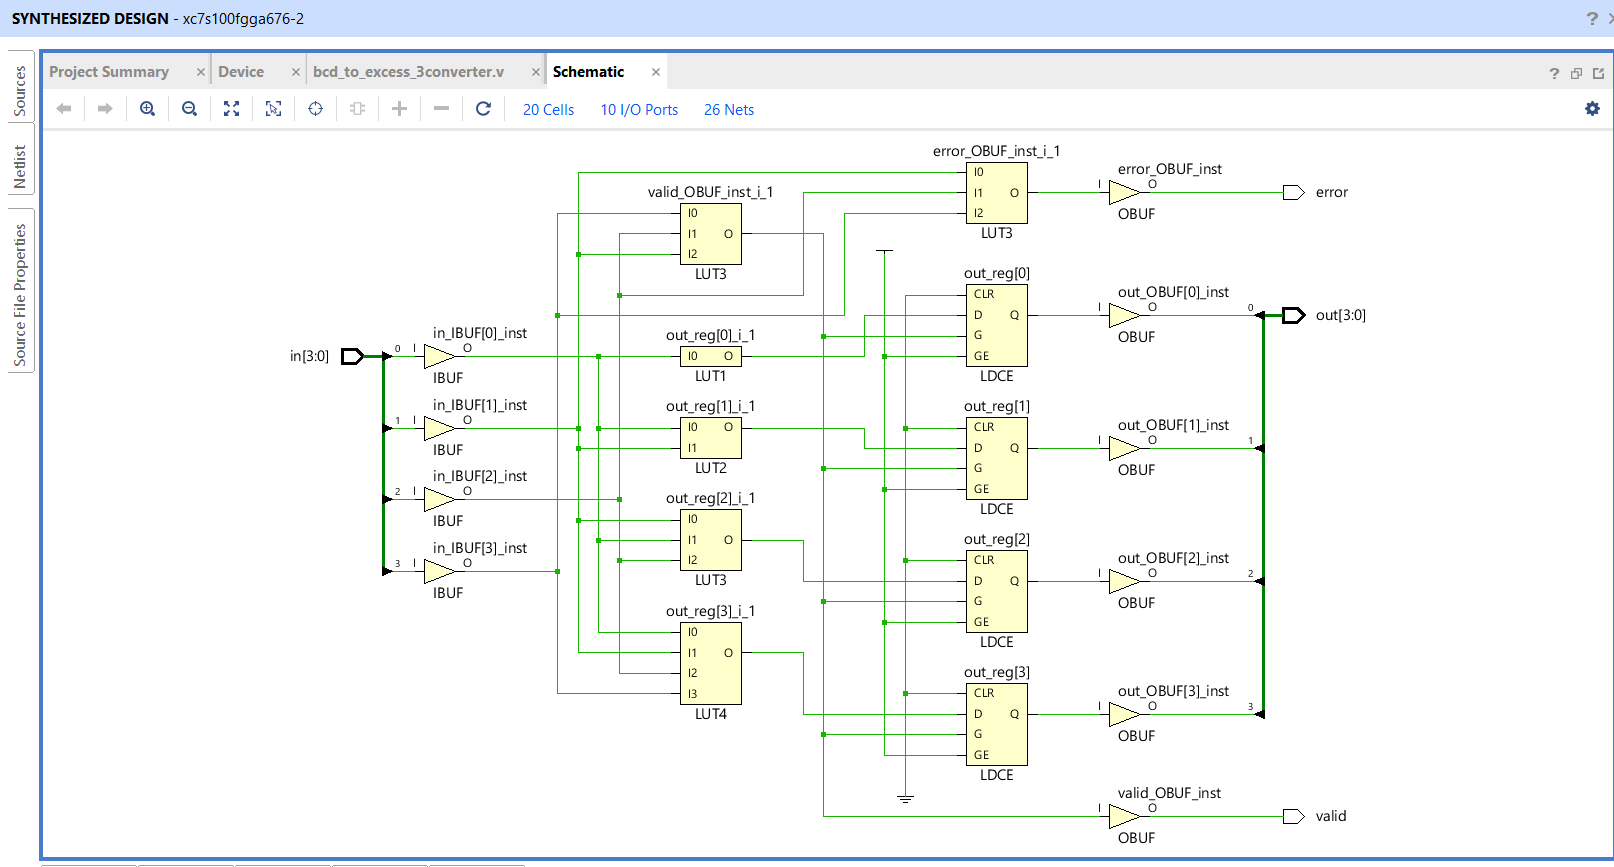 SYNTHESIZED DESIGN - xc7s100fgga676-2
?
Sources
Netlist
Source File Properties
Project Summary
Device
bcd_to_excess_3converter.v
Schematic
?
20 Cells
10 I/O Ports
26 Nets
error_OBUF_inst_i_1
I0
I1 O
I2
LUT3
error_OBUF_inst
I O
OBUF
error
valid_OBUF_inst_i_1
I0
I1 O
I2
LUT3
out_reg[0]
CLR
D Q
G
GE
LDCE
out_OBUF[0]_inst
I O
OBUF
0
out[3:0]
in[3:0]
0
in_IBUF[0]_inst
I O
IBUF
out_reg[0]_i_1
I0 O
LUT1
1
in_IBUF[1]_inst
I O
IBUF
out_reg[1]_i_1
I0 O
I1
LUT2
out_reg[1]
CLR
D Q
G
GE
LDCE
out_OBUF[1]_inst
I O
OBUF
1
2
in_IBUF[2]_inst
I O
IBUF
out_reg[2]_i_1
I0
I1 O
I2
LUT3
out_reg[2]
CLR
D Q
G
GE
LDCE
out_OBUF[2]_inst
I O
OBUF
2
3
in_IBUF[3]_inst
I O
IBUF
out_reg[3]_i_1
I0
I1 O
I2
I3
LUT4
out_reg[3]
CLR
D Q
G
GE
LDCE
out_OBUF[3]_inst
I O
OBUF
3
valid_OBUF_inst
I O
OBUF
valid